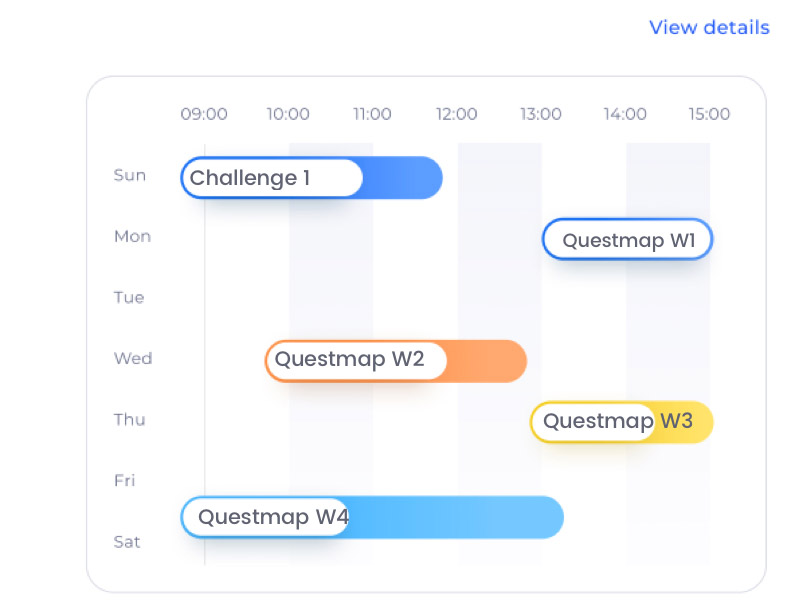 View details
09:00 10:00 11:00 12:00 13:00 14:00 15:00
Sun Challenge 1
Mon Questmap W1
Tue
Wed Questmap W2
Thu Questmap W3
Fri
Questmap W4
Sat